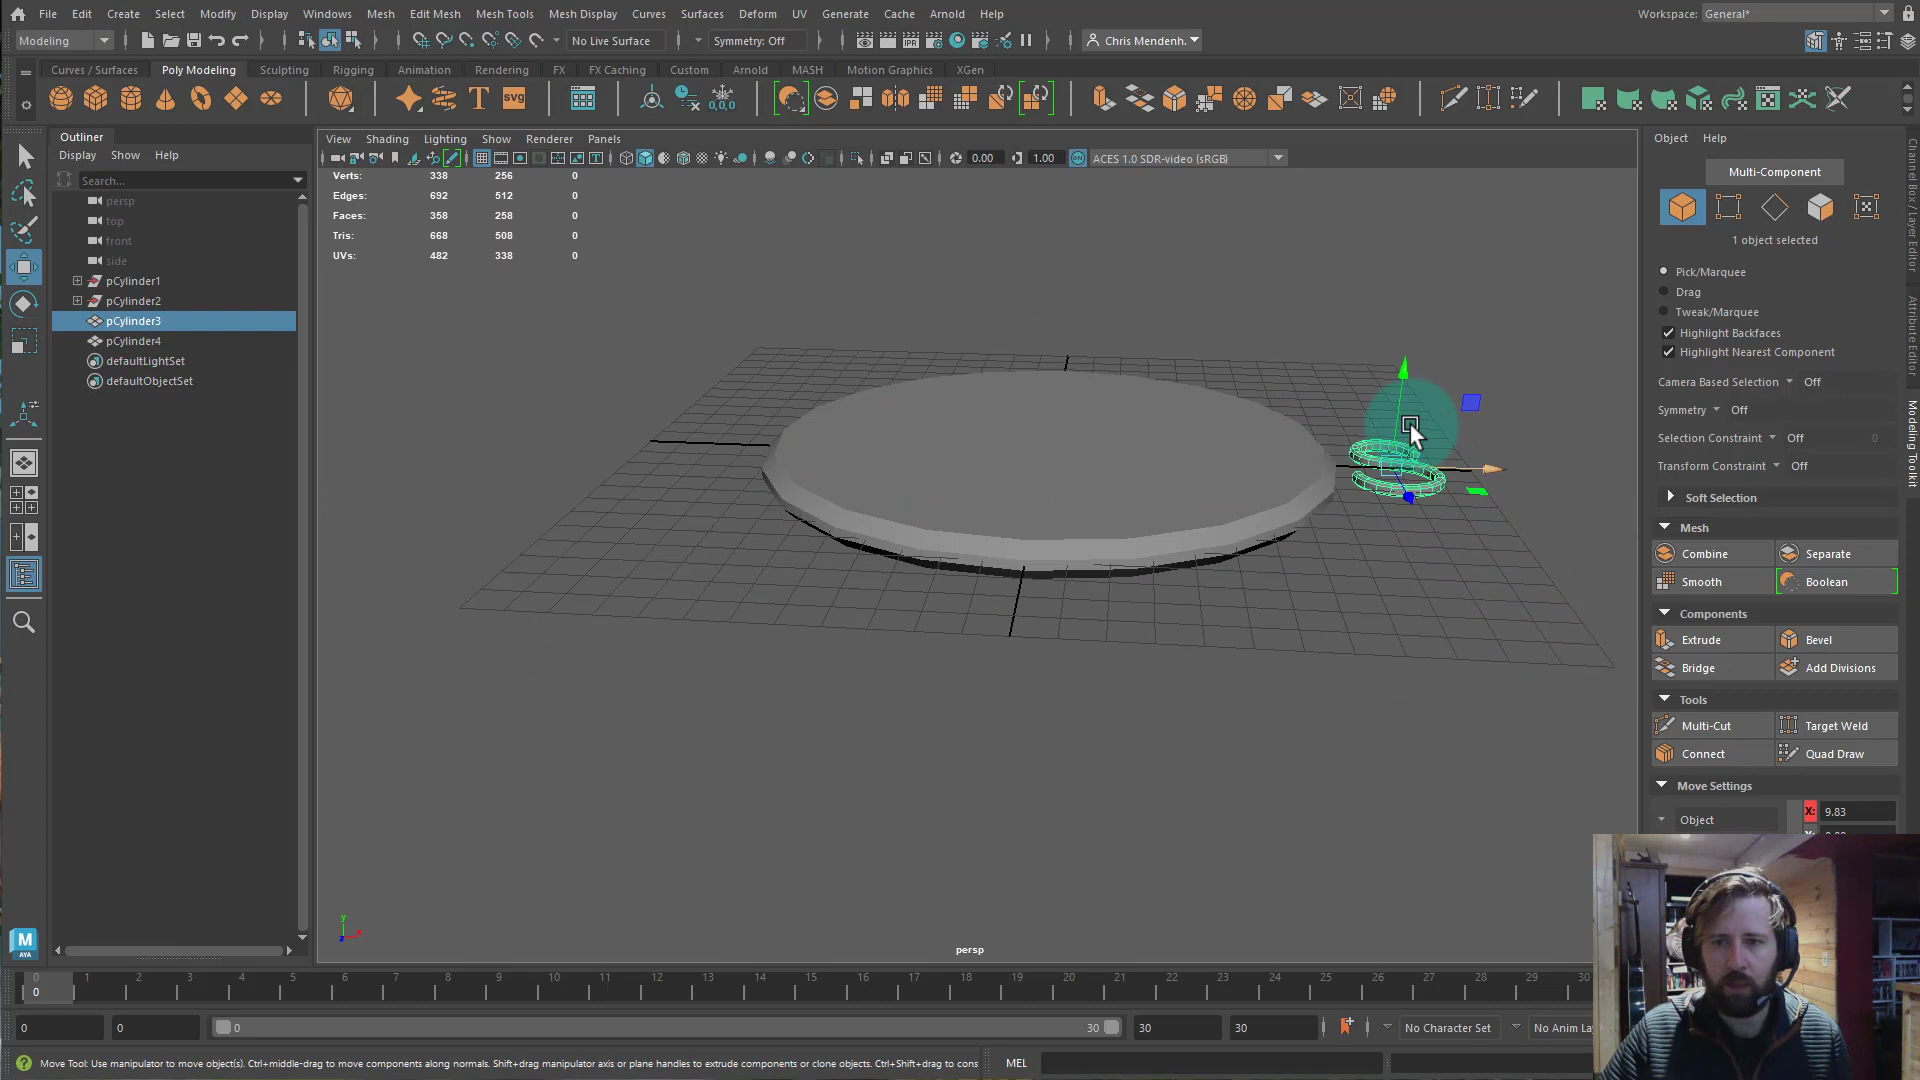 File Edit Create Select Modify Display Windows Mesh Edit Mesh Mesh Tools Mesh Display Curves Surfaces Deform UV Generate Cache Arnold Help
Workspace: General*
Modeling
No Live Surface
Symmetry: Off
Chris Mendenh.
Curves / Surfaces Poly Modeling Sculpting Rigging Animation Rendering FX FX Caching Custom Arnold MASH Motion Graphics XGen
Outliner
Display Show Help
Search...
persp
top
front
side
pCylinder1
pCylinder2
pCylinder3
pCylinder4
defaultLightSet
defaultObjectSet
View Shading Lighting Show Renderer Panels
0.00
1.00
ACES 1.0 SDR-video (sRGB)
Verts: 338 256 0
Edges: 692 512 0
Faces: 358 258 0
Tris: 668 508 0
UVs: 482 338 0
persp
Object Help
Multi-Component
1 object selected
Pick/Marquee
Drag
Tweak/Marquee
Highlight Backfaces
Highlight Nearest Component
Camera Based Selection Off
Symmetry Off
Selection Constraint Off 0
Transform Constraint Off
Soft Selection
Mesh
Combine Separate
Smooth Boolean
Components
Extrude Bevel
Bridge Add Divisions
Tools
Multi-Cut Target Weld
Connect Quad Draw
Move Settings
Object X: 9.83
Channel Box / Layer Editor
Attribute Editor
Modeling Toolkit
0 1 2 3 4 5 6 7 8 9 10 11 12 13 14 15 16 17 18 19 20 21 22 23 24 25 26 27 28 29 30
0
0 0 0 30 30 30 No Character Set No Anim Lay
Move Tool: Use manipulator to move object(s). Ctrl+middle-drag to move components along normals. Shift+drag manipulator axis or plane handles to extrude components or clone objects. Ctrl+Shift+drag to cons
MEL